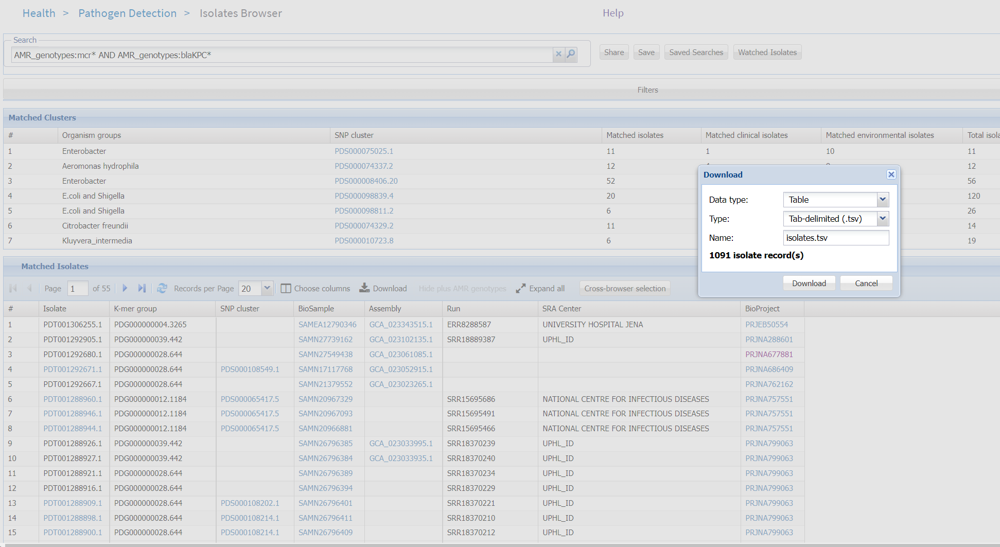 Health > Pathogen Detection > Isolates Browser Help
Search
AMR_genotypes:mcr* AND AMR_genotypes:blaKPC*
Share Save Saved Searches Watched Isolates
Filters
Matched Clusters
# Organism groups SNP cluster Matched isolates Matched clinical isolates Matched environmental isolates Total isola
1 Enterobacter PDS000075025.1 11 1 10 11
2 Aeromonas hydrophila PDS000074337.2 12 12
3 Enterobacter PDS000008406.20 52 56
4 E.coli and Shigella PDS000098839.4 20 120
5 E.coli and Shigella PDS000098811.2 6 26
6 Citrobacter freundii PDS000074329.2 11 14
7 Kluyvera_intermedia PDS000010723.8 6 19
Download
Data type: Table
Type: Tab-delimited (.tsv)
Name: isolates.tsv
1091 isolate record(s)
Download Cancel
Matched Isolates
Page 1 of 55 Records per Page 20 Choose columns Download Hide plus AMR genotypes Expand all Cross-browser selection
# Isolate K-mer group SNP cluster BioSample Assembly Run SRA Center BioProject
1 PDT001306255.1 PDG000000004.3265 SAMEA12790346 GCA_023343515.1 ERR8288587 UNIVERSITY HOSPITAL JENA PRJEB50554
2 PDT001292905.1 PDG000000039.442 SAMN27739162 GCA_023102135.1 SRR18889387 UPHL_ID PRJNA288601
3 PDT001292680.1 PDG000000028.644 SAMN27549438 GCA_023061085.1 PRJNA677881
4 PDT001292671.1 PDG000000028.644 PDS000108549.1 SAMN17117768 GCA_023052915.1 PRJNA686409
5 PDT001292667.1 PDG000000028.644 SAMN21379552 GCA_023023265.1 PRJNA762162
6 PDT001288960.1 PDG000000012.1184 PDS000065417.5 SAMN20967329 SRR15695686 NATIONAL CENTRE FOR INFECTIOUS DISEASES PRJNA757551
7 PDT001288946.1 PDG000000012.1184 PDS000065417.5 SAMN20967093 SRR15695491 NATIONAL CENTRE FOR INFECTIOUS DISEASES PRJNA757551
8 PDT001288944.1 PDG000000012.1184 PDS000065417.5 SAMN20966881 SRR15695466 NATIONAL CENTRE FOR INFECTIOUS DISEASES PRJNA757551
9 PDT001288926.1 PDG000000039.442 SAMN26796385 GCA_023033995.1 SRR18370239 UPHL_ID PRJNA799063
10 PDT001288927.1 PDG000000039.442 SAMN26796384 GCA_023033935.1 SRR18370240 UPHL_ID PRJNA799063
11 PDT001288921.1 PDG000000028.644 SAMN26796389 SRR18370234 UPHL_ID PRJNA799063
12 PDT001288916.1 PDG000000028.644 SAMN26796394 SRR18370229 UPHL_ID PRJNA799063
13 PDT001288909.1 PDG000000028.644 PDS000108202.1 SAMN26796401 SRR18370221 UPHL_ID PRJNA799063
14 PDT001288898.1 PDG000000028.644 PDS000108214.1 SAMN26796411 SRR18370210 UPHL_ID PRJNA799063
15 PDT001288900.1 PDG000000028.644 PDS000108214.1 SAMN26796409 SRR18370212 UPHL_ID PRJNA799063